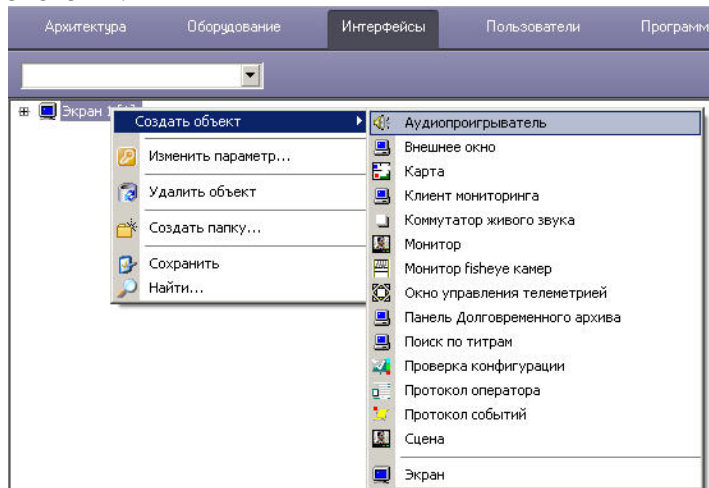 Архитектура Оборудование Интерфейсы Пользователи Программ
Экран 1 [1]
Создать объект
Изменить параметр...
Удалить объект
Создать папку...
Сохранить
Найти...
Аудиопроигрыватель
Внешнее окно
Карта
Клиент мониторинга
Коммутатор живого звука
Монитор
Монитор fisheye камер
Окно управления телеметрией
Панель Долговременного архива
Поиск по титрам
Проверка конфигурации
Протокол оператора
Протокол событий
Сцена
Экран